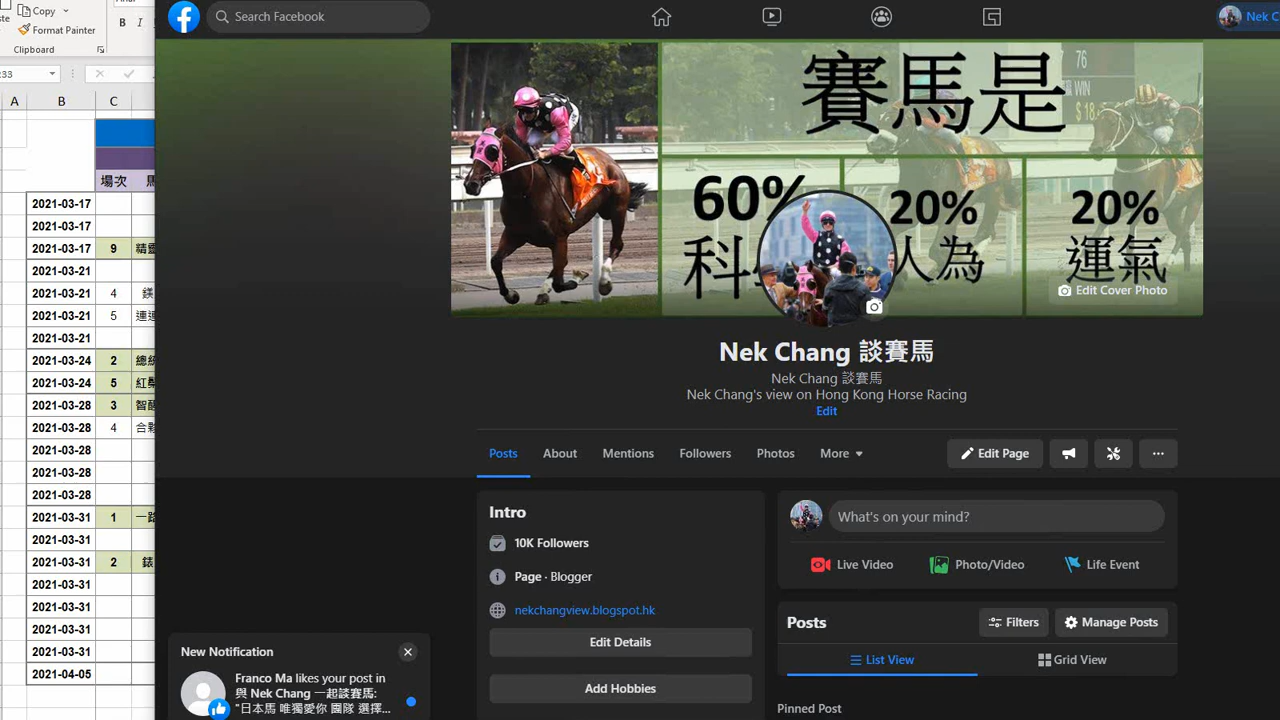 Copy
Format Painter
B
Clipboard
A B C
場次
2021-03-17
2021-03-17
2021-03-17 9
2021-03-21
2021-03-21 4
2021-03-21 5
2021-03-21
2021-03-24 2
2021-03-24 5
2021-03-28 3
2021-03-28 4
2021-03-28
2021-03-28
2021-03-28
2021-03-31 1
2021-03-31
2021-03-31 2
2021-03-31
2021-03-31
2021-03-31
2021-03-31
2021-04-05
Search Facebook
Nek C
賽馬是
76
WIN
60%
科
20%
人為
20%
運氣
Edit Cover Photo
Nek Chang 談賽馬
Nek Chang 談賽馬
Nek Chang's view on Hong Kong Horse Racing
Edit
Posts About Mentions Followers Photos More
Edit Page
Intro
10K Followers
Page · Blogger
nekchangview.blogspot.hk
Edit Details
Add Hobbies
What's on your mind?
Live Video Photo/Video Life Event
Posts Filters Manage Posts
List View Grid View
Pinned Post
New Notification
Franco Ma likes your post in
與 Nek Chang 一起談賽馬:
"日本馬 唯獨愛你 團隊 選擇...